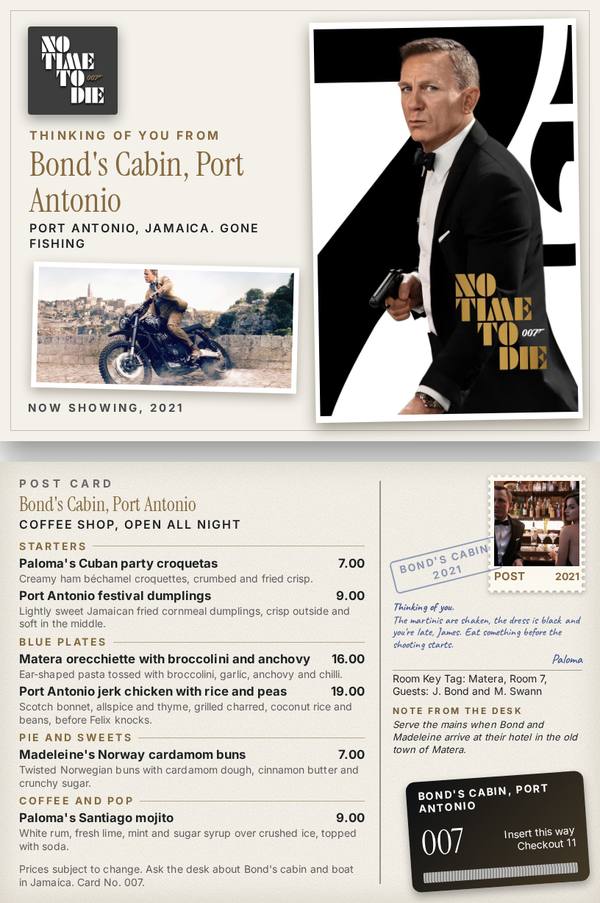 NO
TIME
TO 007
DIE
THINKING OF YOU FROM
Bond's Cabin, Port
Antonio
PORT ANTONIO, JAMAICA. GONE
FISHING
NOW SHOWING, 2021
NO
TIME
TO 007
DIE
POST CARD
Bond's Cabin, Port Antonio
COFFEE SHOP, OPEN ALL NIGHT
STARTERS
Paloma's Cuban party croquetas 7.00
Creamy ham béchamel croquettes, crumbed and fried crisp.
Port Antonio festival dumplings 9.00
Lightly sweet Jamaican fried cornmeal dumplings, crisp outside and
soft in the middle.
BLUE PLATES
Matera orecchiette with broccolini and anchovy 16.00
Ear-shaped pasta tossed with broccolini, garlic, anchovy and chilli.
Port Antonio jerk chicken with rice and peas 19.00
Scotch bonnet, allspice and thyme, grilled charred, coconut rice and
beans, before Felix knocks.
PIE AND SWEETS
Madeleine's Norway cardamom buns 7.00
Twisted Norwegian buns with cardamom dough, cinnamon butter and
crunchy sugar.
COFFEE AND POP
Paloma's Santiago mojito 9.00
White rum, fresh lime, mint and sugar syrup over crushed ice, topped
with soda.
Prices subject to change. Ask the desk about Bond's cabin and boat
in Jamaica. Card No. 007.
BOND'S CABIN
2021
POST 2021
Thinking of you.
The martinis are shaken, the dress is black and
you're late, James. Eat something before the
shooting starts.
Paloma
Room Key Tag: Matera, Room 7,
Guests: J. Bond and M. Swann
NOTE FROM THE DESK
Serve the mains when Bond and
Madeleine arrive at their hotel in the old
town of Matera.
BOND'S CABIN, PORT
ANTONIO
007
Insert this way
Checkout 11